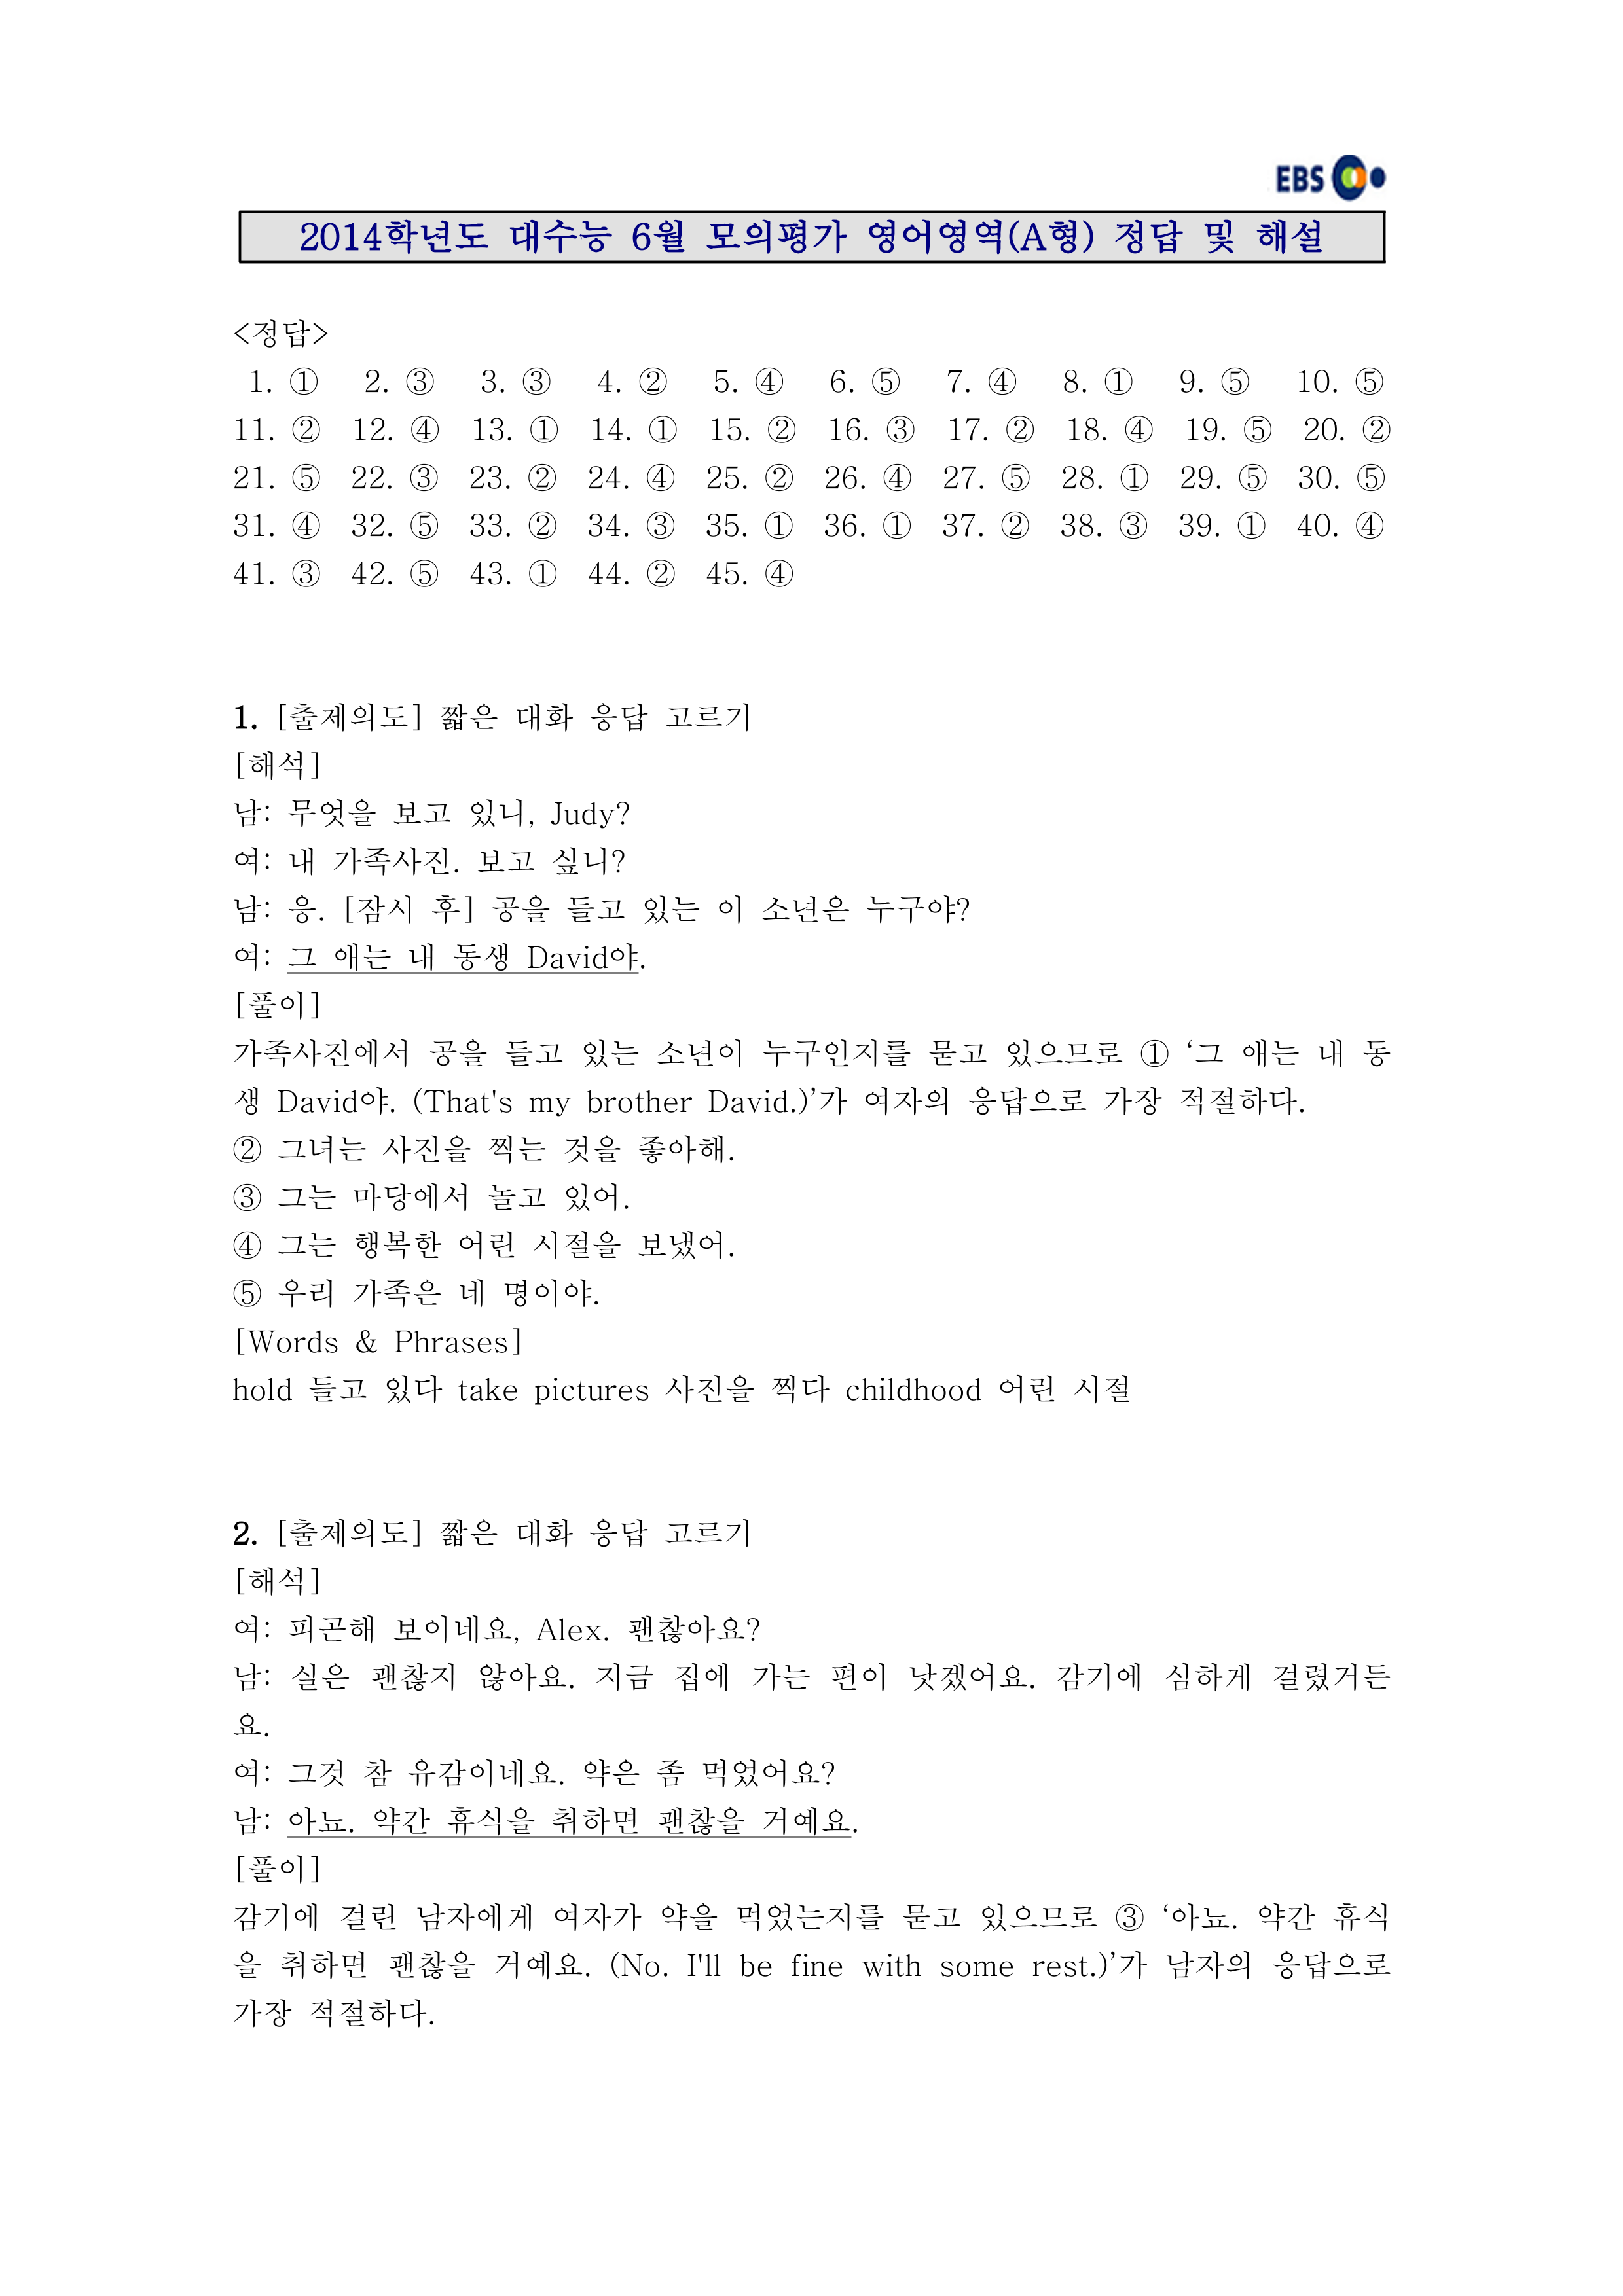 EBS
2014학년도 대수능 6월 모의평가 영어영역(A형) 정답 및 해설
<정답>
1. ① 2. ③ 3. ③ 4. ② 5. ④ 6. ⑤ 7. ④ 8. ① 9. ⑤ 10. ⑤
11. ② 12. ④ 13. ① 14. ① 15. ② 16. ③ 17. ② 18. ④ 19. ⑤ 20. ②
21. ⑤ 22. ③ 23. ② 24. ④ 25. ② 26. ④ 27. ⑤ 28. ① 29. ⑤ 30. ⑤
31. ④ 32. ⑤ 33. ② 34. ③ 35. ① 36. ① 37. ② 38. ③ 39. ① 40. ④
41. ③ 42. ⑤ 43. ① 44. ② 45. ④
1. [출제의도] 짧은 대화 응답 고르기
[해석]
남: 무엇을 보고 있니, Judy?
여: 내 가족사진. 보고 싶니?
남: 응. [잠시 후] 공을 들고 있는 이 소년은 누구야?
여: 그 애는 내 동생 David야.
[풀이]
가족사진에서 공을 들고 있는 소년이 누구인지를 묻고 있으므로 ① ‘그 애는 내 동
생 David야. (That's my brother David.)’가 여자의 응답으로 가장 적절하다.
② 그녀는 사진을 찍는 것을 좋아해.
③ 그는 마당에서 놀고 있어.
④ 그는 행복한 어린 시절을 보냈어.
⑤ 우리 가족은 네 명이야.
[Words & Phrases]
hold 들고 있다 take pictures 사진을 찍다 childhood 어린 시절
2. [출제의도] 짧은 대화 응답 고르기
[해석]
여: 피곤해 보이네요, Alex. 괜찮아요?
남: 실은 괜찮지 않아요. 지금 집에 가는 편이 낫겠어요. 감기에 심하게 걸렸거든
요.
여: 그것 참 유감이네요. 약은 좀 먹었어요?
남: 아뇨. 약간 휴식을 취하면 괜찮을 거예요.
[풀이]
감기에 걸린 남자에게 여자가 약을 먹었는지를 묻고 있으므로 ③ ‘아뇨. 약간 휴식
을 취하면 괜찮을 거예요. (No. I'll be fine with some rest.)’가 남자의 응답으로
가장 적절하다.